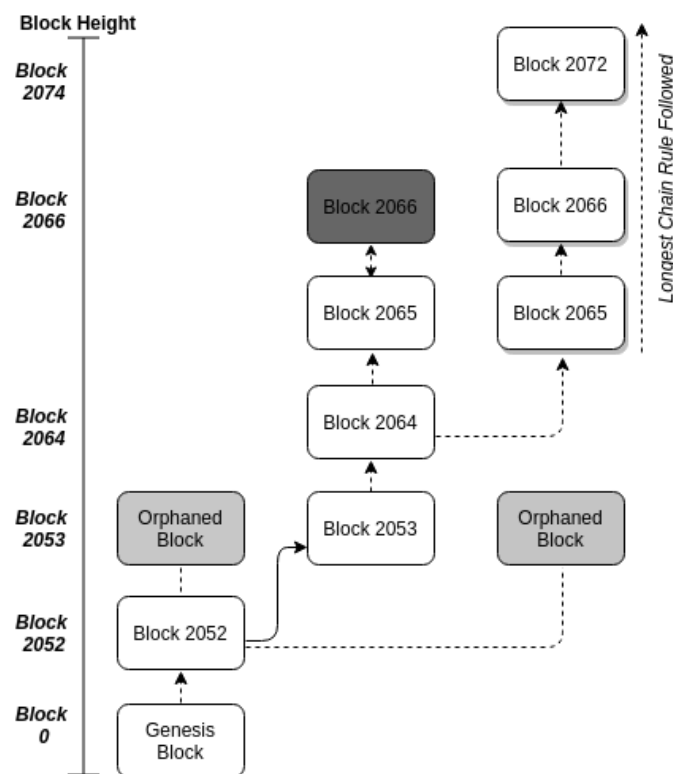 Block Height
Block
2074
Block 2072
Longest Chain Rule Followed
Block
2066
Block 2066
Block 2066
Block 2065
Block 2065
Block
2064
Block 2064
Block
2053
Orphaned
Block
Block 2053
Orphaned
Block
Block
2052
Block 2052
Block
0
Genesis
Block